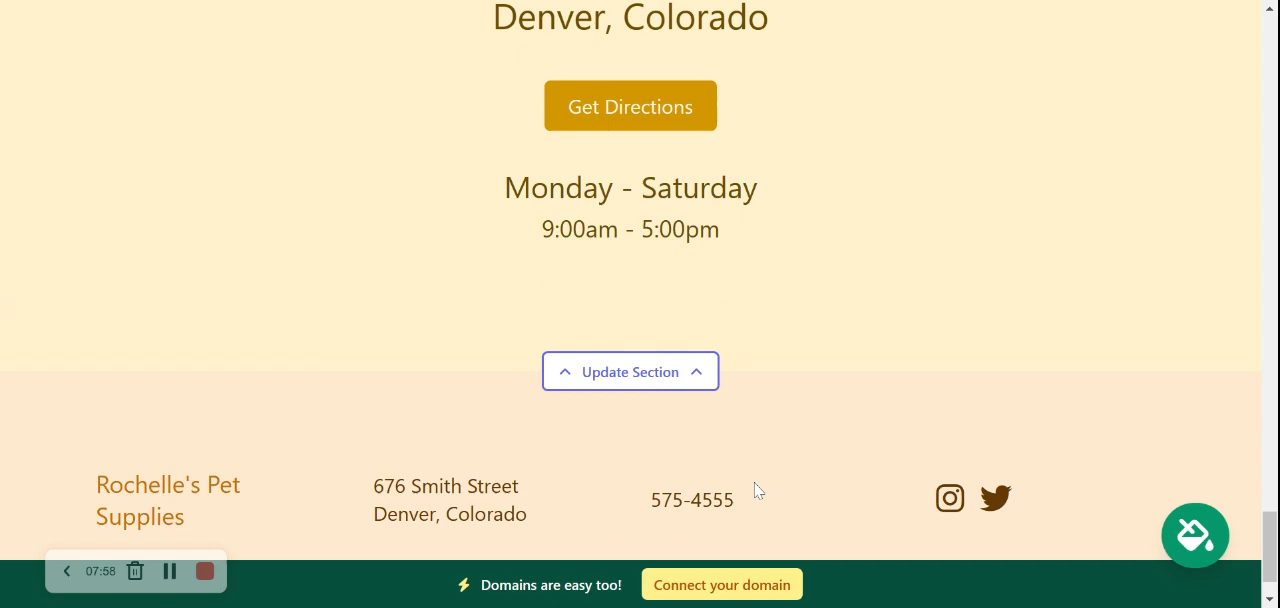 Denver, Colorado
Get Directions
Monday - Saturday
9:00am - 5:00pm
Update Section
Rochelle's Pet
Supplies
676 Smith Street
Denver, Colorado
575-4555
07:58
Domains are easy too!
Connect your domain